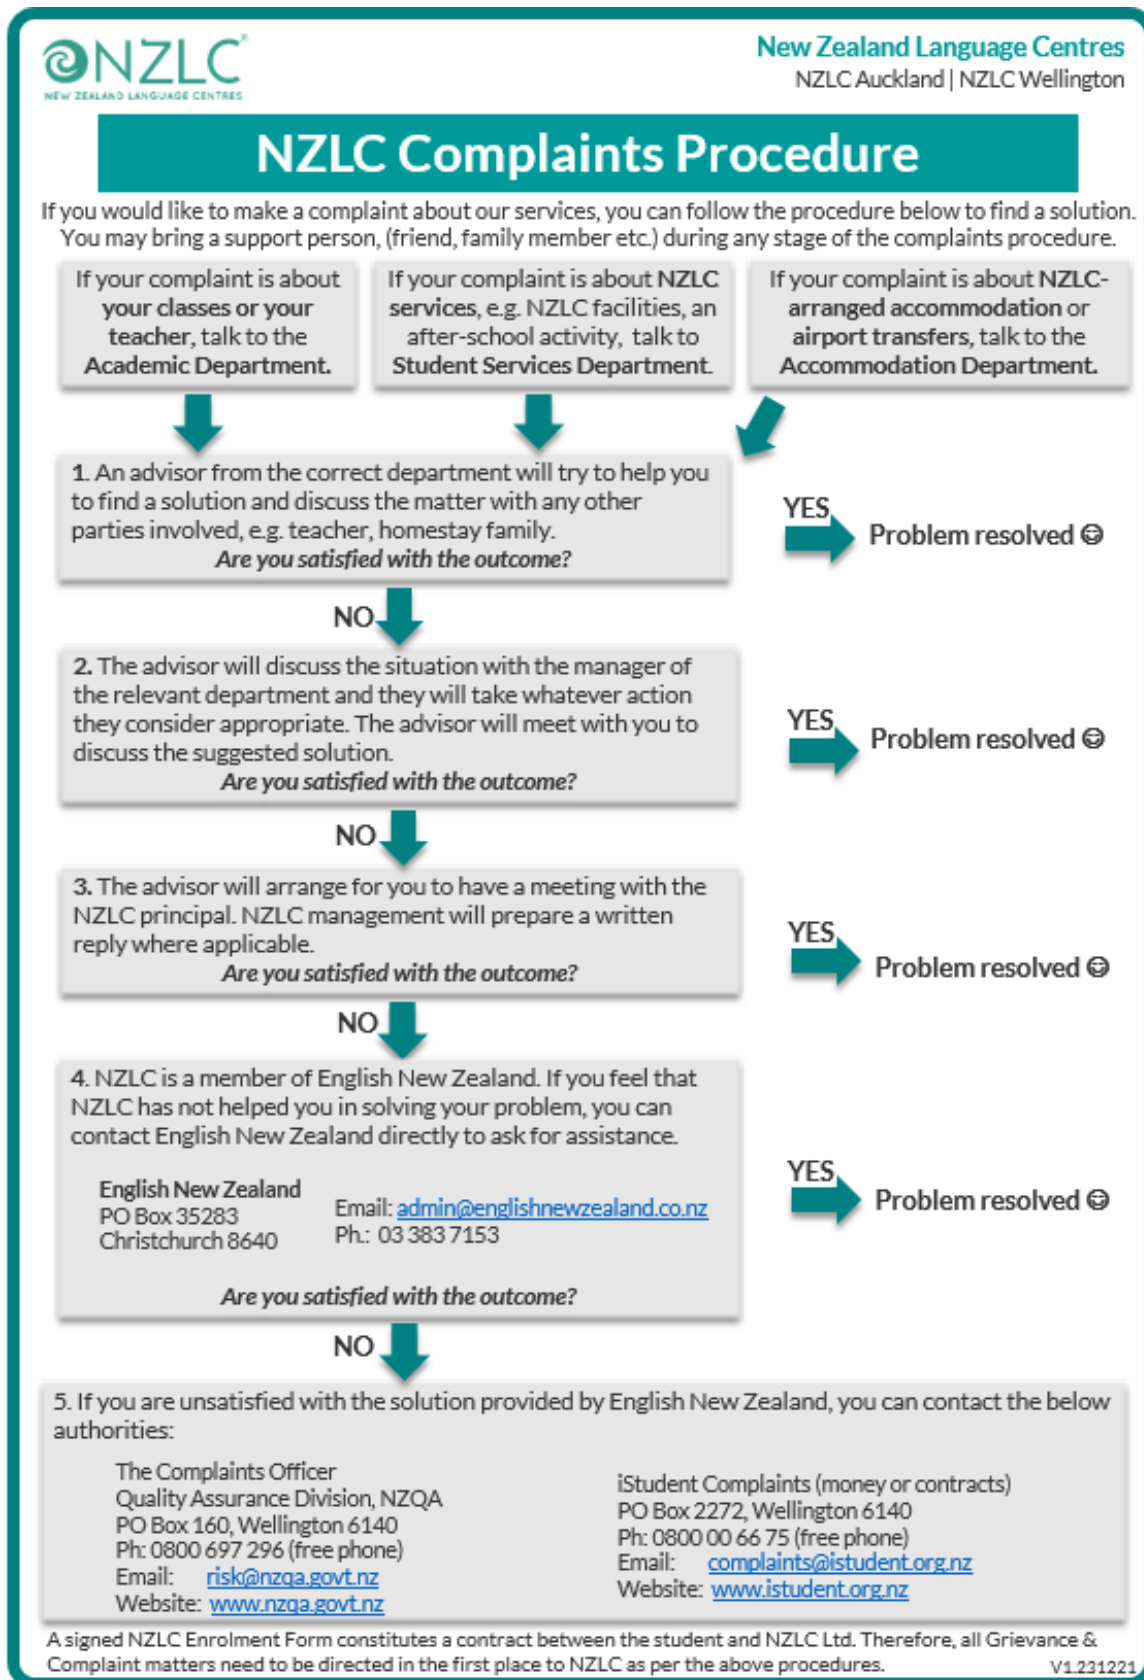 NZLC®
NEW ZEALAND LANGUAGE CENTRES
New Zealand Language Centres
NZLC Auckland | NZLC Wellington
NZLC Complaints Procedure
If you would like to make a complaint about our services, you can follow the procedure below to find a solution.
You may bring a support person, (friend, family member etc.) during any stage of the complaints procedure.
If your complaint is about
your classes or your
teacher, talk to the
Academic Department.
If your complaint is about NZLC
services, e.g. NZLC facilities, an
after-school activity, talk to
Student Services Department.
If your complaint is about NZLC-
arranged accommodation or
airport transfers, talk to the
Accommodation Department.
1. An advisor from the correct department will try to help you
to find a solution and discuss the matter with any other
parties involved, e.g. teacher, homestay family.
Are you satisfied with the outcome?
YES
Problem resolved ☺
NO
2. The advisor will discuss the situation with the manager of
the relevant department and they will take whatever action
they consider appropriate. The advisor will meet with you to
discuss the suggested solution.
Are you satisfied with the outcome?
YES
Problem resolved ☺
NO
3. The advisor will arrange for you to have a meeting with the
NZLC principal. NZLC management will prepare a written
reply where applicable.
Are you satisfied with the outcome?
YES
Problem resolved ☺
NO
4. NZLC is a member of English New Zealand. If you feel that
NZLC has not helped you in solving your problem, you can
contact English New Zealand directly to ask for assistance.
English New Zealand
PO Box 35283
Christchurch 8640
Email: admin@englishnewzealand.co.nz
Ph.: 03 383 7153
Are you satisfied with the outcome?
YES
Problem resolved ☺
NO
5. If you are unsatisfied with the solution provided by English New Zealand, you can contact the below
authorities:
The Complaints Officer
Quality Assurance Division, NZQA
PO Box 160, Wellington 6140
Ph: 0800 697 296 (free phone)
Email: risk@nzqa.govt.nz
Website: www.nzqa.govt.nz
iStudent Complaints (money or contracts)
PO Box 2272, Wellington 6140
Ph: 0800 00 66 75 (free phone)
Email: complaints@istudent.org.nz
Website: www.istudent.org.nz
A signed NZLC Enrolment Form constitutes a contract between the student and NZLC Ltd. Therefore, all Grievance &
Complaint matters need to be directed in the first place to NZLC as per the above procedures.
V1.231221